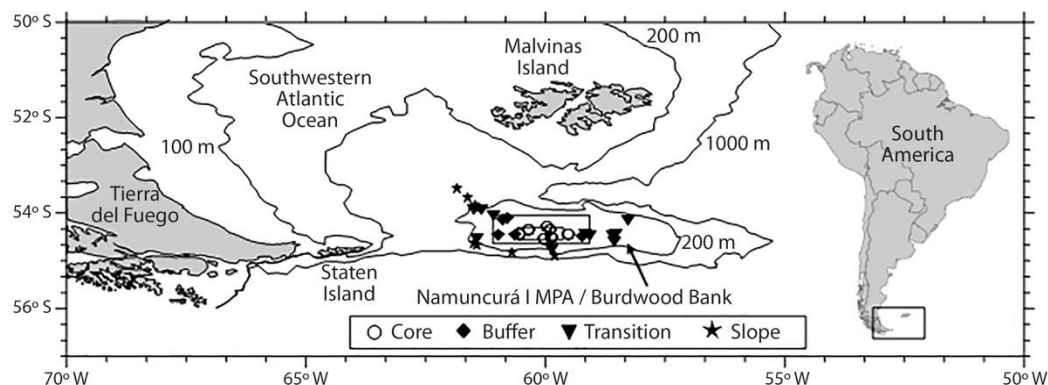 50° S
52° S
54° S
56° S
Southwestern
Atlantic
Ocean
Malvinas
Island
200 m
1000 m
100 m
Tierra
del Fuego
200 m
Staten
Island
Namuncurá I MPA / Burdwood Bank
Core Buffer Transition Slope
South
America
70° W 65° W 60° W 55° W 50° W